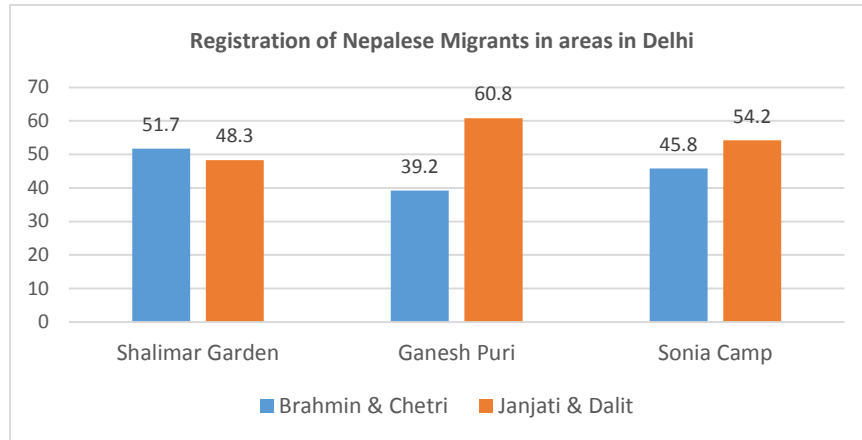 Registration of Nepalese Migrants in areas in Delhi
70
60
50
40
30
20
10
0
51.7
48.3
39.2
60.8
45.8
54.2
Shalimar Garden
Ganesh Puri
Sonia Camp
Brahmin & Chetri
Janjati & Dalit